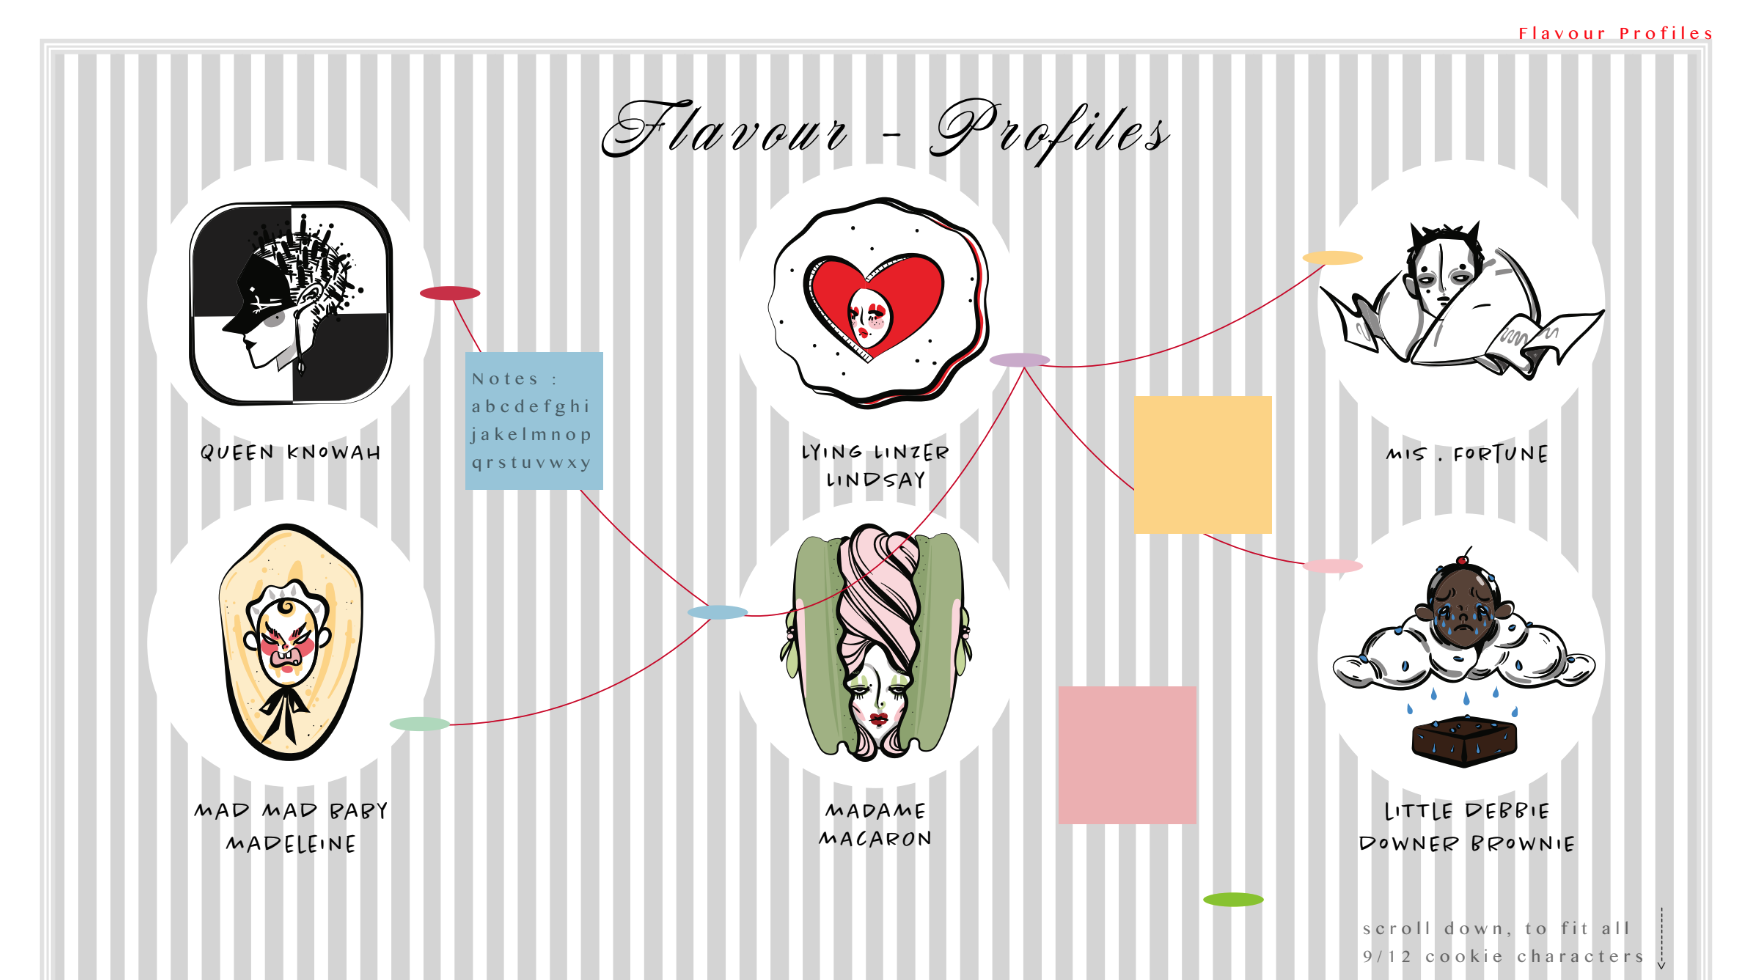 Flavour Profiles
Flavour - Profiles
QUEEN KNOWAH
Notes :
abcdefghi
jakelmnop
qrstuvwxy
LYING LINZER
LINDSAY
MIS . FORTUNE
MAD MAD BABY
MADELEINE
MADAME
MACARON
LITTLE DEBBIE
DOWNER BROWNIE
scroll down, to fit all
9/12 cookie characters